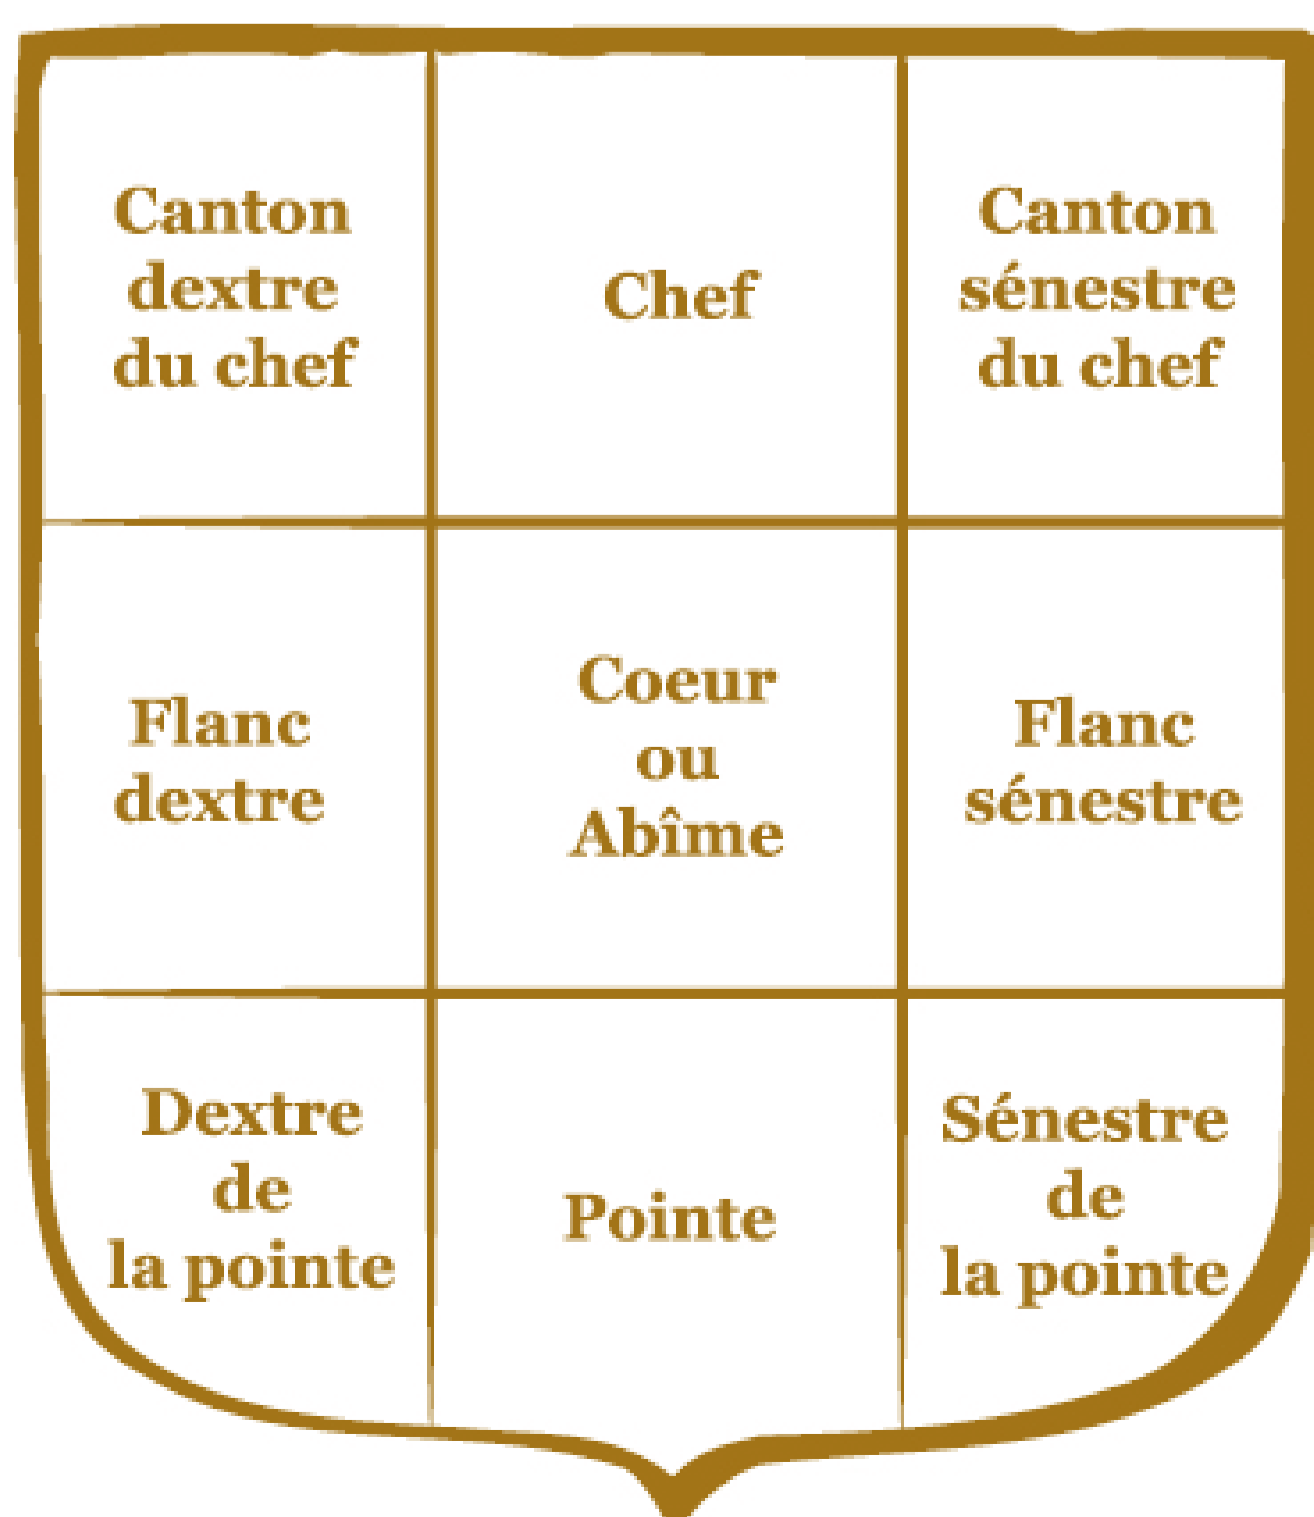 Canton
dextre
du chef
Chef
Canton
sénestre
du chef
Flanc
dextre
Coeur
ou
Abîme
Flanc
sénestre
Dextre
de
la pointe
Pointe
Sénestre
de
la pointe